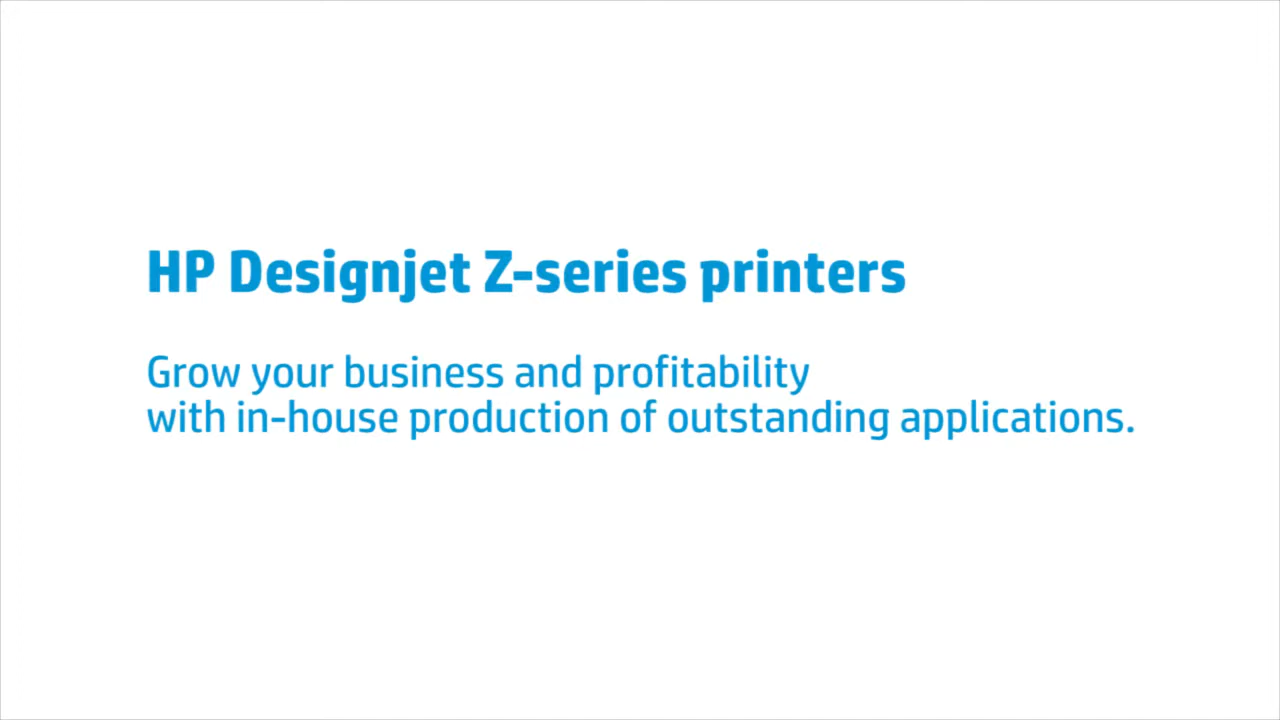 HP Designjet Z-series printers
Grow your business and profitability
with in-house production of outstanding applications.